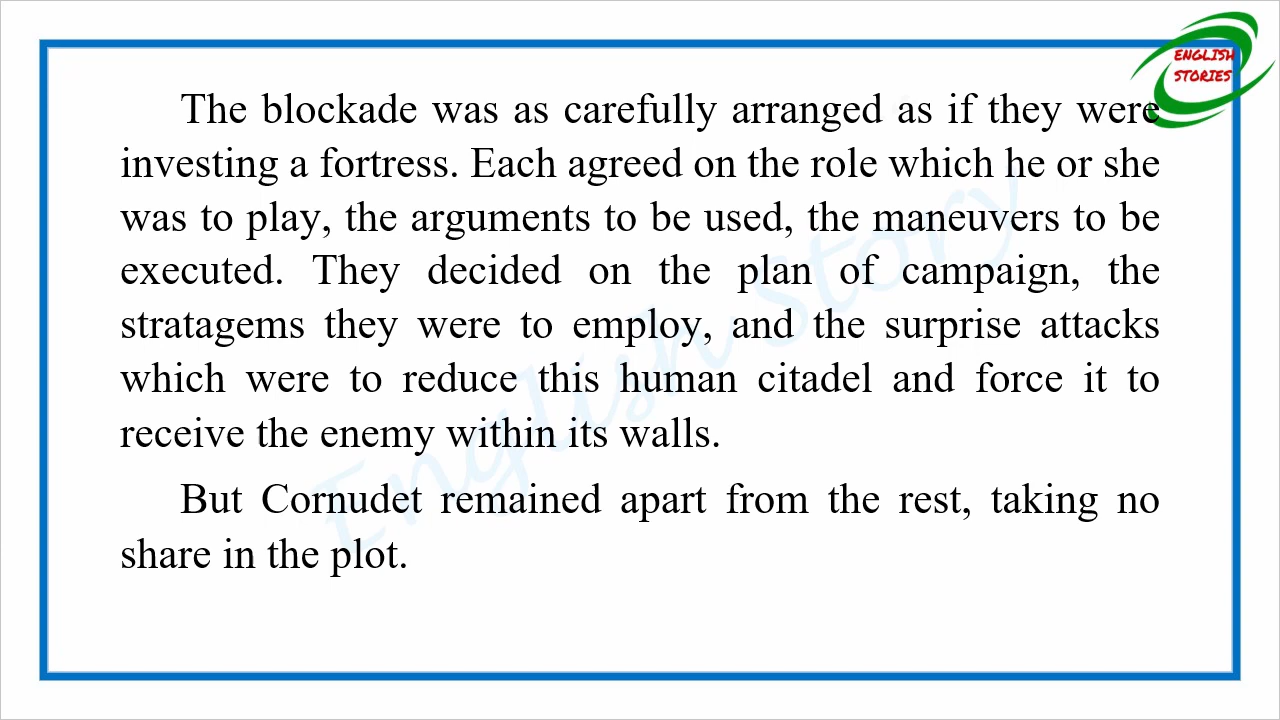 ENGLISH
STORIES
The blockade was as carefully arranged as if they were
investing a fortress. Each agreed on the role which he or she
was to play, the arguments to be used, the maneuvers to be
executed. They decided on the plan of campaign, the
stratagems they were to employ, and the surprise attacks
which were to reduce this human citadel and force it to
receive the enemy within its walls.
But Cornudet remained apart from the rest, taking no
share in the plot.
English Story